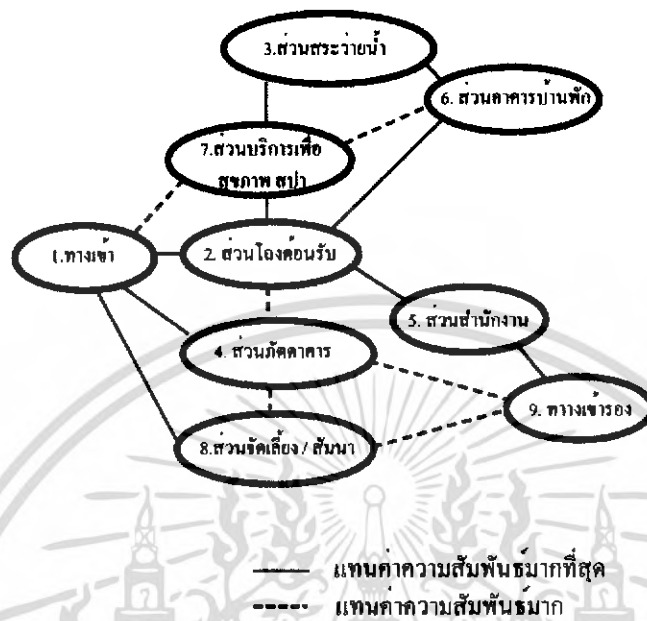 3.ส่วนสระว่ายน้ำ
6. ส่วนอาคารบ้านพัก
7.ส่วนบริการเพื่อ
สุขภาพ สปา
1.ทางเข้า
2. ส่วนโถงต้อนรับ
5. ส่วนสำนักงาน
4. ส่วนภัตตาคาร
9. ทางเข้ารอง
8.ส่วนจัดเลี้ยง / สัมนา
แทนค่าความสัมพันธ์มากที่สุด
แทนค่าความสัมพันธ์มาก